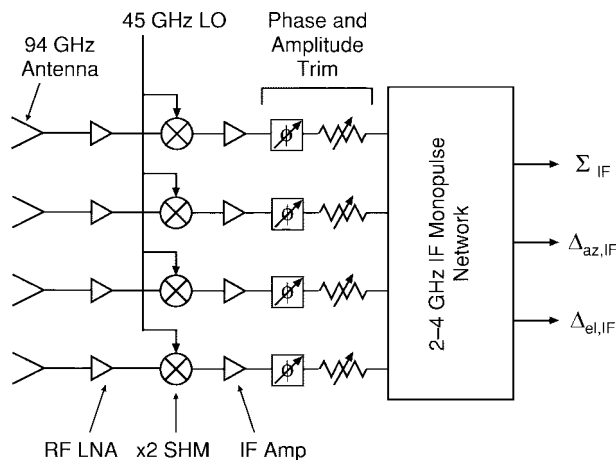 45 GHz LO
Phase and
Amplitude
Trim
94 GHz
Antenna
ϕ
ϕ
ϕ
ϕ
2–4 GHz IF Monopulse
Network
Σ IF
Δaz,IF
Δel,IF
RF LNA
x2 SHM
IF Amp